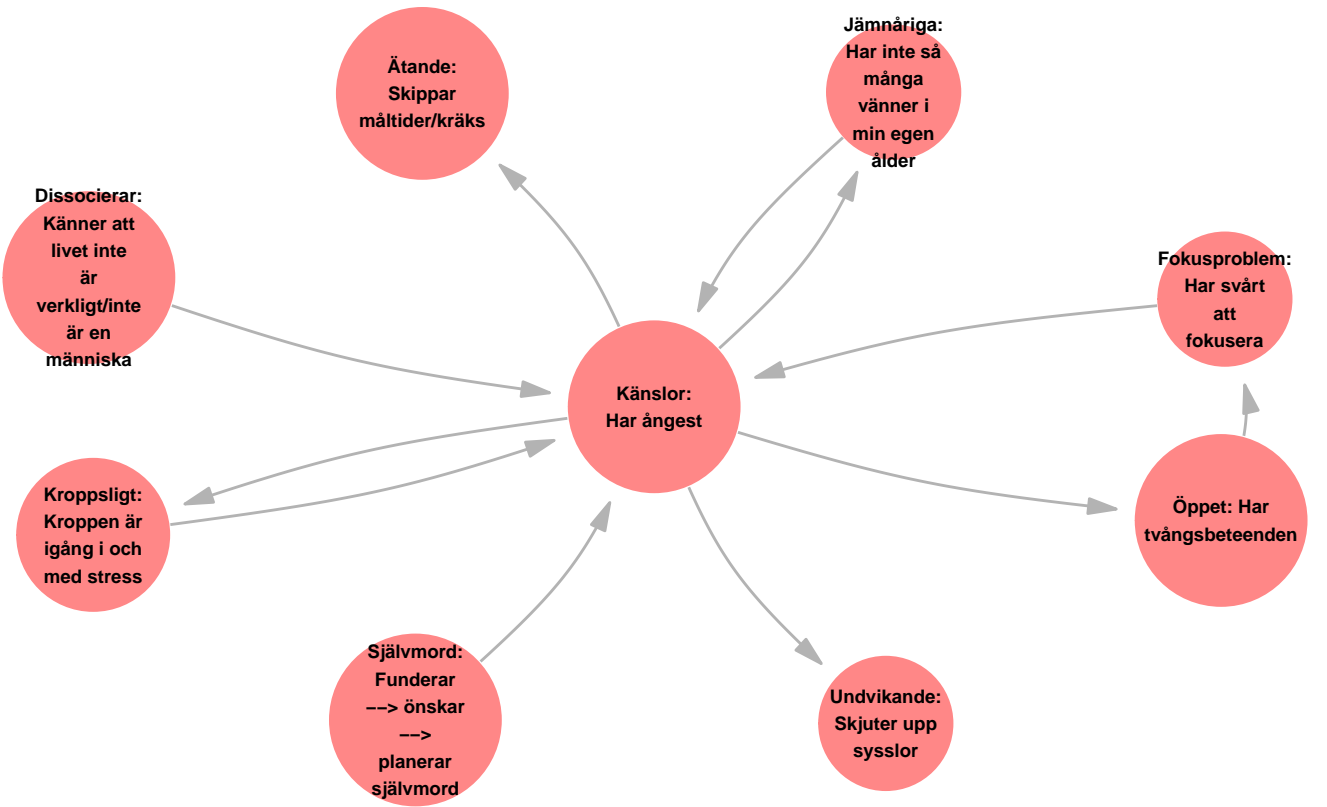 Ätande:
Skippar
måltider/kräks
Jämnåriga:
Har inte så
många
vänner i
min egen
ålder
Dissocierar:
Känner att
livet inte
är
verkligt/inte
är en
människa
Fokusproblem:
Har svårt
att
fokusera
Känslor:
Har ångest
Kroppsligt:
Kroppen är
igång i och
med stress
Öppet: Har
tvångsbeteenden
Självmord:
Funderar
--> önskar
-->
planerar
självmord
Undvikande:
Skjuter upp
sysslor